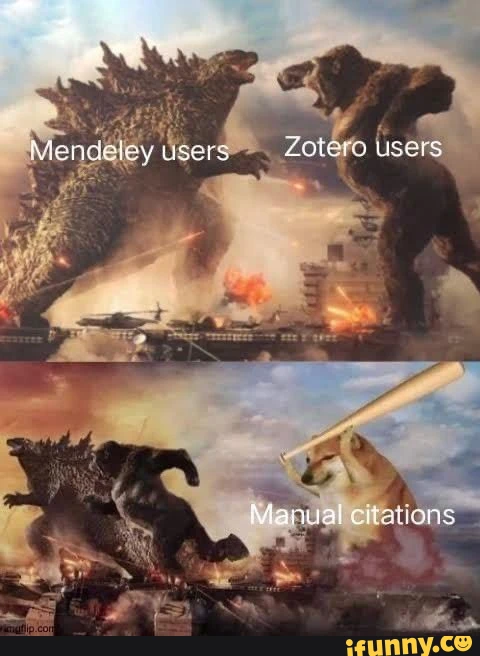 Mendeley users
Zotero users
Manual citations
imgflip.com
ifunny.co